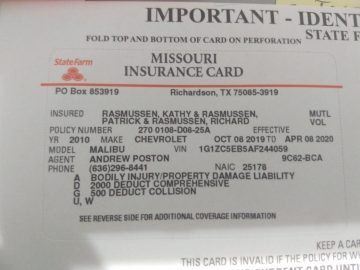 IMPORTANT - IDENT
FOLD TOP AND BOTTOM OF CARD ON PERFORATION STATE F
StateFarm
MISSOURI
INSURANCE CARD
PO Box 853919 Richardson, TX 75085-3919
INSURED RASMUSSEN, KATHY & RASMUSSEN, MUTL
PATRICK & RASMUSSEN, RICHARD VOL
POLICY NUMBER 270 0108-D08-25A EFFECTIVE
YR 2010 MAKE CHEVROLET OCT 08 2019 TO APR 08 2020
MODEL MALIBU VIN 1G1ZC5EB5AF244059
AGENT ANDREW POSTON 9C62-BCA
PHONE (636)296-8441 NAIC 25178
A BODILY INJURY/PROPERTY DAMAGE LIABILITY
D 2000 DEDUCT COMPREHENSIVE
G 500 DEDUCT COLLISION
U, W
SEE REVERSE SIDE FOR ADDITIONAL COVERAGE INFORMATION
KEEP A CAR
THIS CARD IS INVALID IF THE POLICY FOR W
CURRENT CARD UNTIL